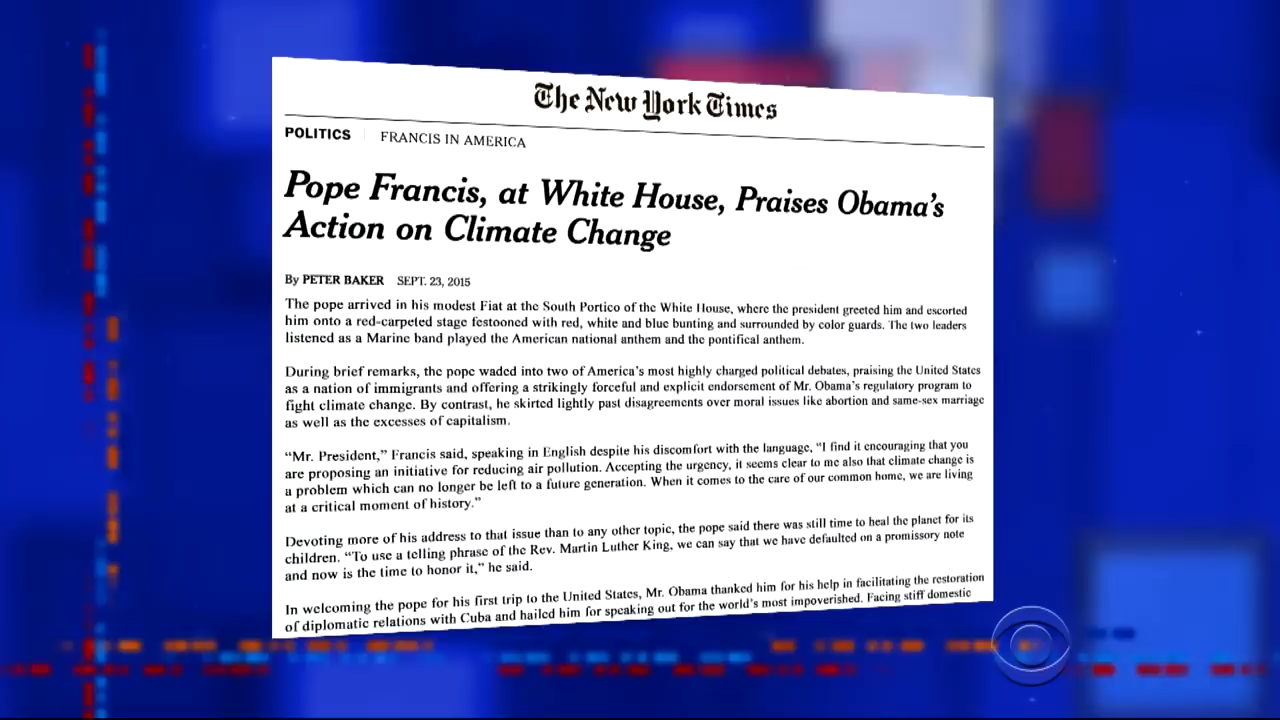 The New York Times
POLITICS FRANCIS IN AMERICA
Pope Francis, at White House, Praises Obama's
Action on Climate Change
By PETER BAKER SEPT. 23, 2015
The pope arrived in his modest Fiat at the South Portico of the White House, where the president greeted him and escorted
him onto a red-carpeted stage festooned with red, white and blue bunting and surrounded by color guards. The two leaders
listened as a Marine band played the American national anthem and the pontifical anthem.
During brief remarks, the pope waded into two of America's most highly charged political debates, praising the United States
as a nation of immigrants and offering a strikingly forceful and explicit endorsement of Mr. Obama's regulatory program to
fight climate change. By contrast, he skirted lightly past disagreements over moral issues like abortion and same-sex marriage
as well as the excesses of capitalism.
“Mr. President,” Francis said, speaking in English despite his discomfort with the language, “I find it encouraging that you
are proposing an initiative for reducing air pollution. Accepting the urgency, it seems clear to me also that climate change is
a problem which can no longer be left to a future generation. When it comes to the care of our common home, we are living
at a critical moment of history.”
Devoting more of his address to that issue than to any other topic, the pope said there was still time to heal the planet for its
children. “To use a telling phrase of the Rev. Martin Luther King, we can say that we have defaulted on a promissory note
and now is the time to honor it,” he said.
In welcoming the pope for his first trip to the United States, Mr. Obama thanked him for his help in facilitating the restoration
of diplomatic relations with Cuba and hailed him for speaking out for the world's most impoverished. Facing stiff domestic